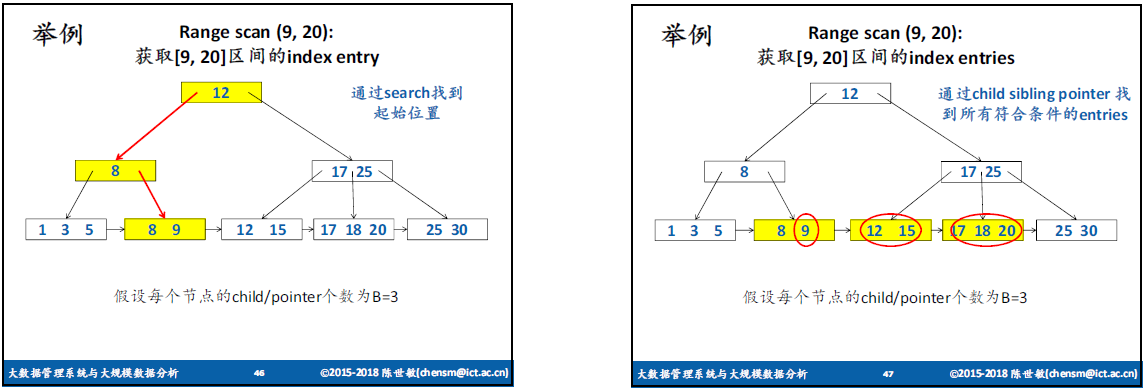 举例
Range scan (9, 20):
获取[9, 20]区间的index entry
通过search找到
起始位置
12
8
17 25
1 3 5
8 9
12 15
17 18 20
25 30
假设每个节点的child/pointer个数为B=3
大数据管理系统与大规模数据分析
46
©2015-2018 陈世敏(chensm@ict.ac.cn)
举例
Range scan (9, 20):
获取[9, 20]区间的index entries
通过child sibling pointer 找
到所有符合条件的entries
12
8
17 25
1 3 5
8 9
12 15
17 18 20
25 30
假设每个节点的child/pointer个数为B=3
大数据管理系统与大规模数据分析
47
©2015-2018 陈世敏(chensm@ict.ac.cn)